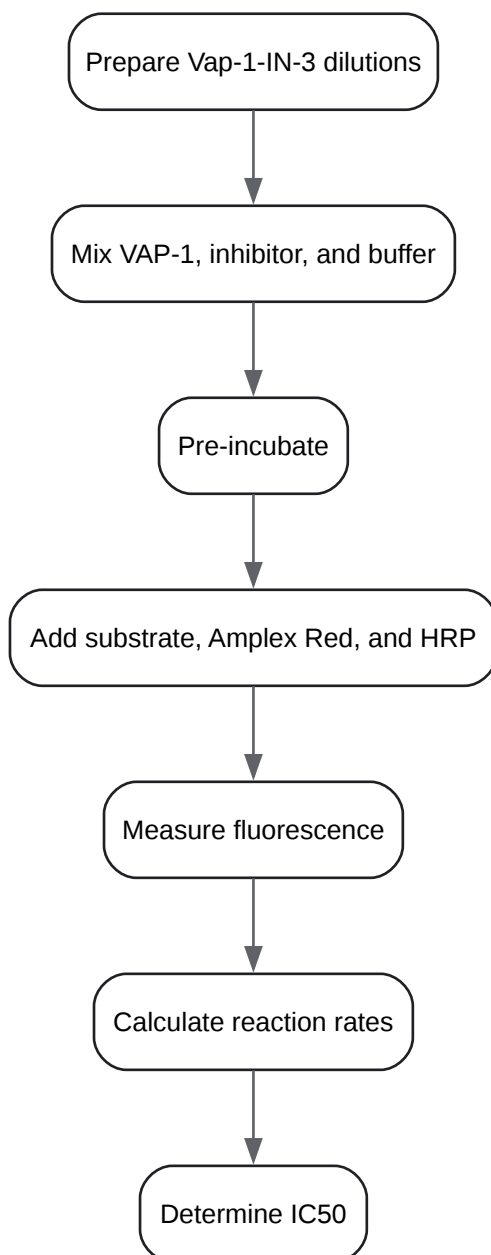 Prepare Vap-1-IN-3 dilutions
Mix VAP-1, inhibitor, and buffer
Pre-incubate
Add substrate, Amplex Red, and HRP
Measure fluorescence
Calculate reaction rates
Determine IC50